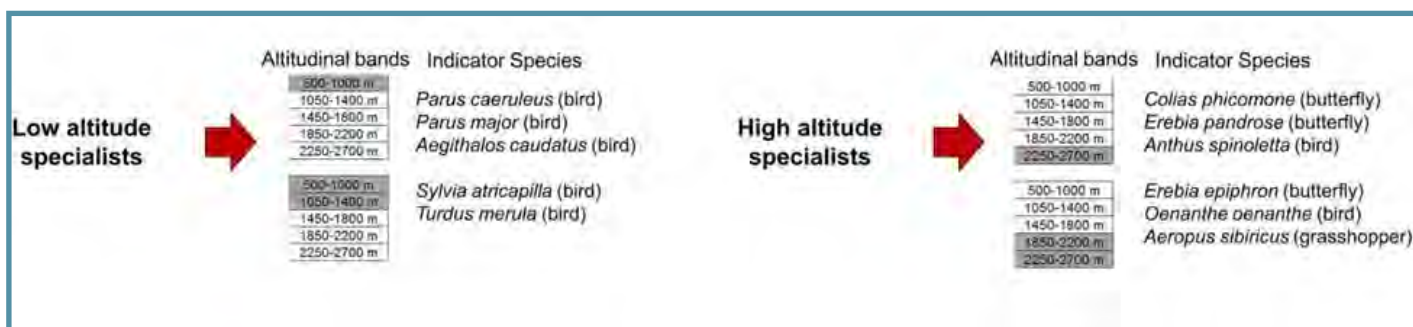 Altitudinal bands Indicator Species
Low altitude
specialists
500-1000 m
1050-1400 m
1450-1800 m
1850-2200 m
2250-2700 m
Parus caeruleus (bird)
Parus major (bird)
Aegithalos caudatus (bird)
500-1000 m
1050-1400 m
1450-1800 m
1850-2200 m
2250-2700 m
Sylvia atricapilla (bird)
Turdus merula (bird)
Altitudinal bands Indicator Species
High altitude
specialists
500-1000 m
1050-1400 m
1450-1800 m
1850-2200 m
2250-2700 m
Colias phicomone (butterfly)
Erebia pandrose (butterfly)
Anthus spinoletta (bird)
500-1000 m
1050-1400 m
1450-1800 m
1850-2200 m
2250-2700 m
Erebia epiphron (butterfly)
Oenanthe oenanthe (bird)
Aeropus sibiricus (grasshopper)